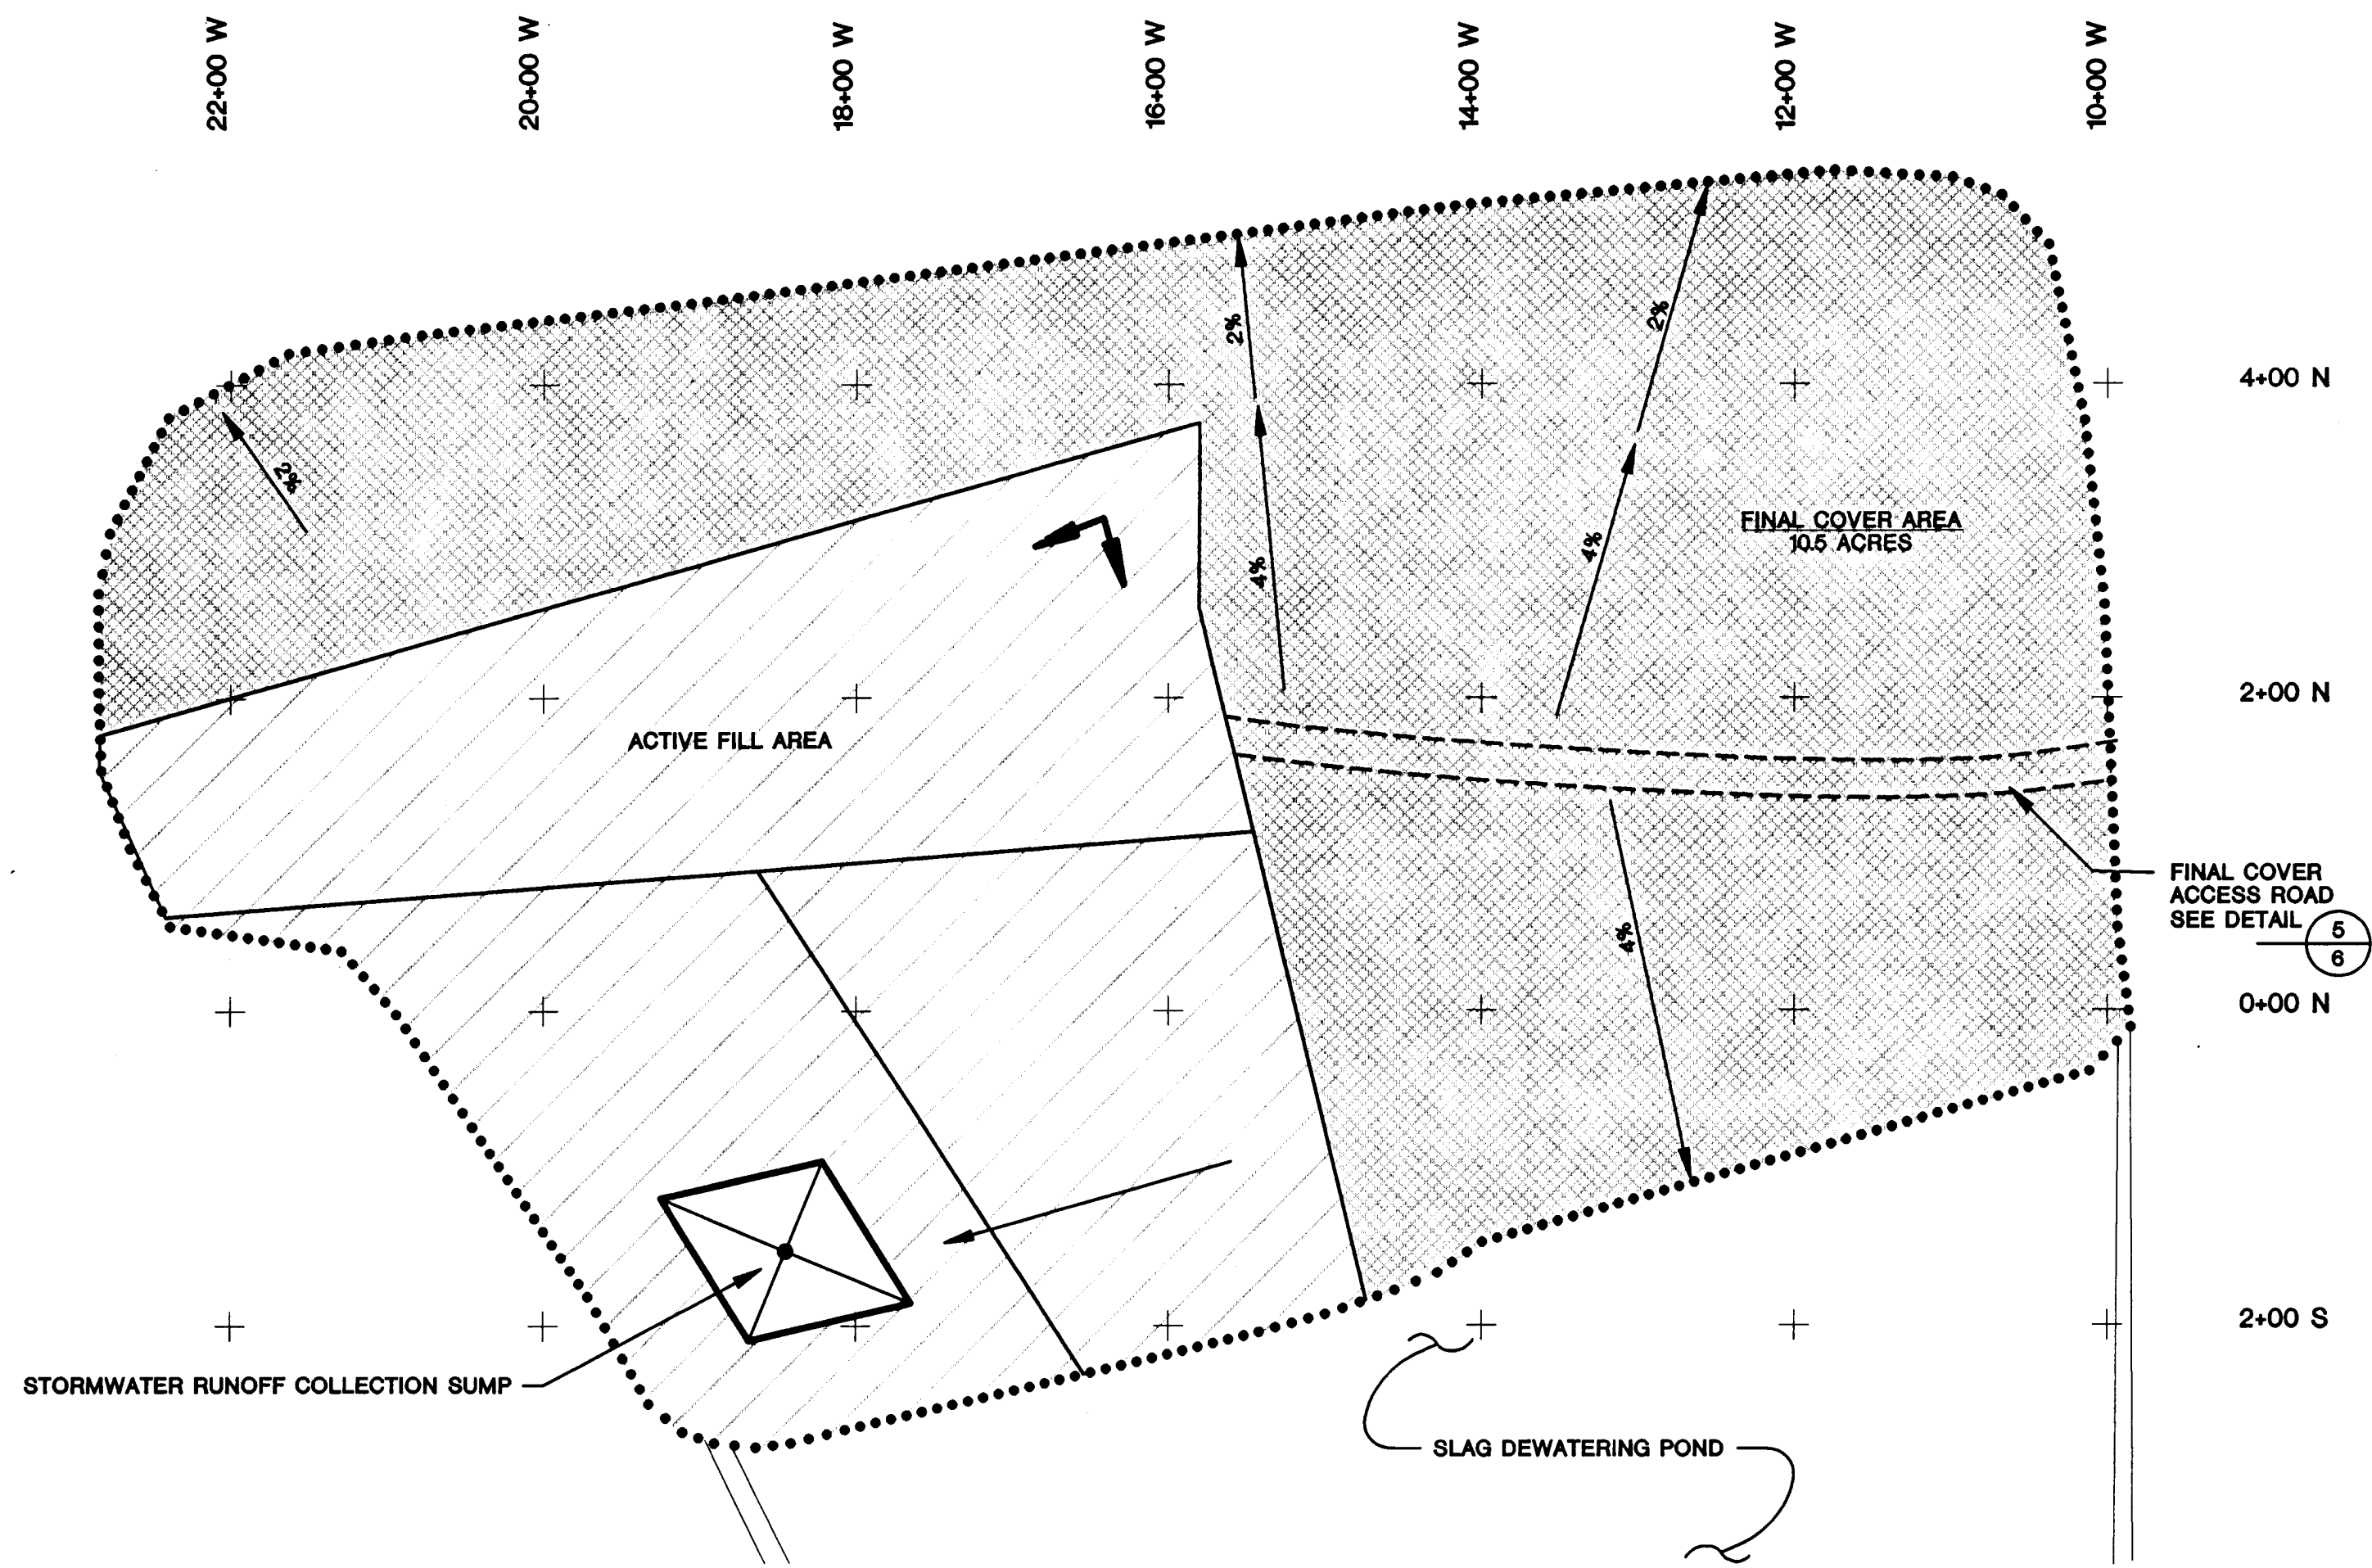 22+00 W
20+00 W
18+00 W
16+00 W
14+00 W
12+00 W
10+00 W
2%
2%
4+00 N
2%
FINAL COVER AREA
10.5 ACRES
4%
4%
2+00 N
ACTIVE FILL AREA
FINAL COVER
ACCESS ROAD
SEE DETAIL
5
6
4%
0+00 N
2+00 S
STORMWATER RUNOFF COLLECTION SUMP
SLAG DEWATERING POND